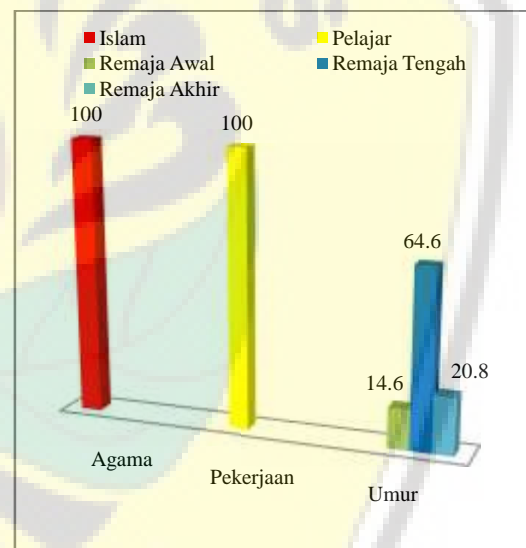 Islam Pelajar
Remaja Awal Remaja Tengah
Remaja Akhir
100
100
64.6
14.6
20.8
Agama
Pekerjaan
Umur